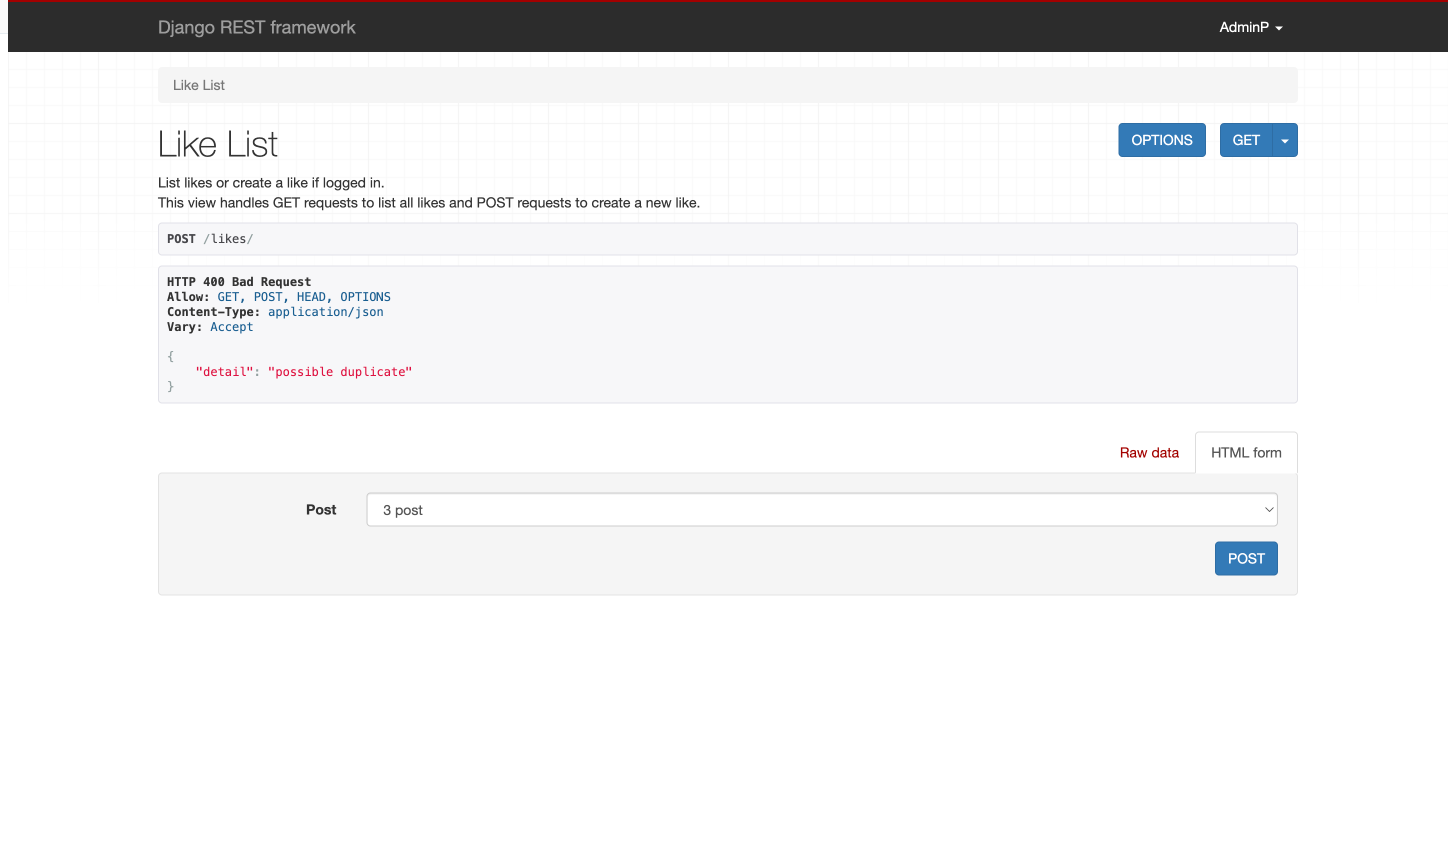 Django REST framework
AdminP
Like List
Like List
OPTIONS
GET
List likes or create a like if logged in.
This view handles GET requests to list all likes and POST requests to create a new like.
POST /likes/
HTTP 400 Bad Request
Allow: GET, POST, HEAD, OPTIONS
Content-Type: application/json
Vary: Accept
{
"detail": "possible duplicate"
}
Raw data
HTML form
Post
3 post
POST